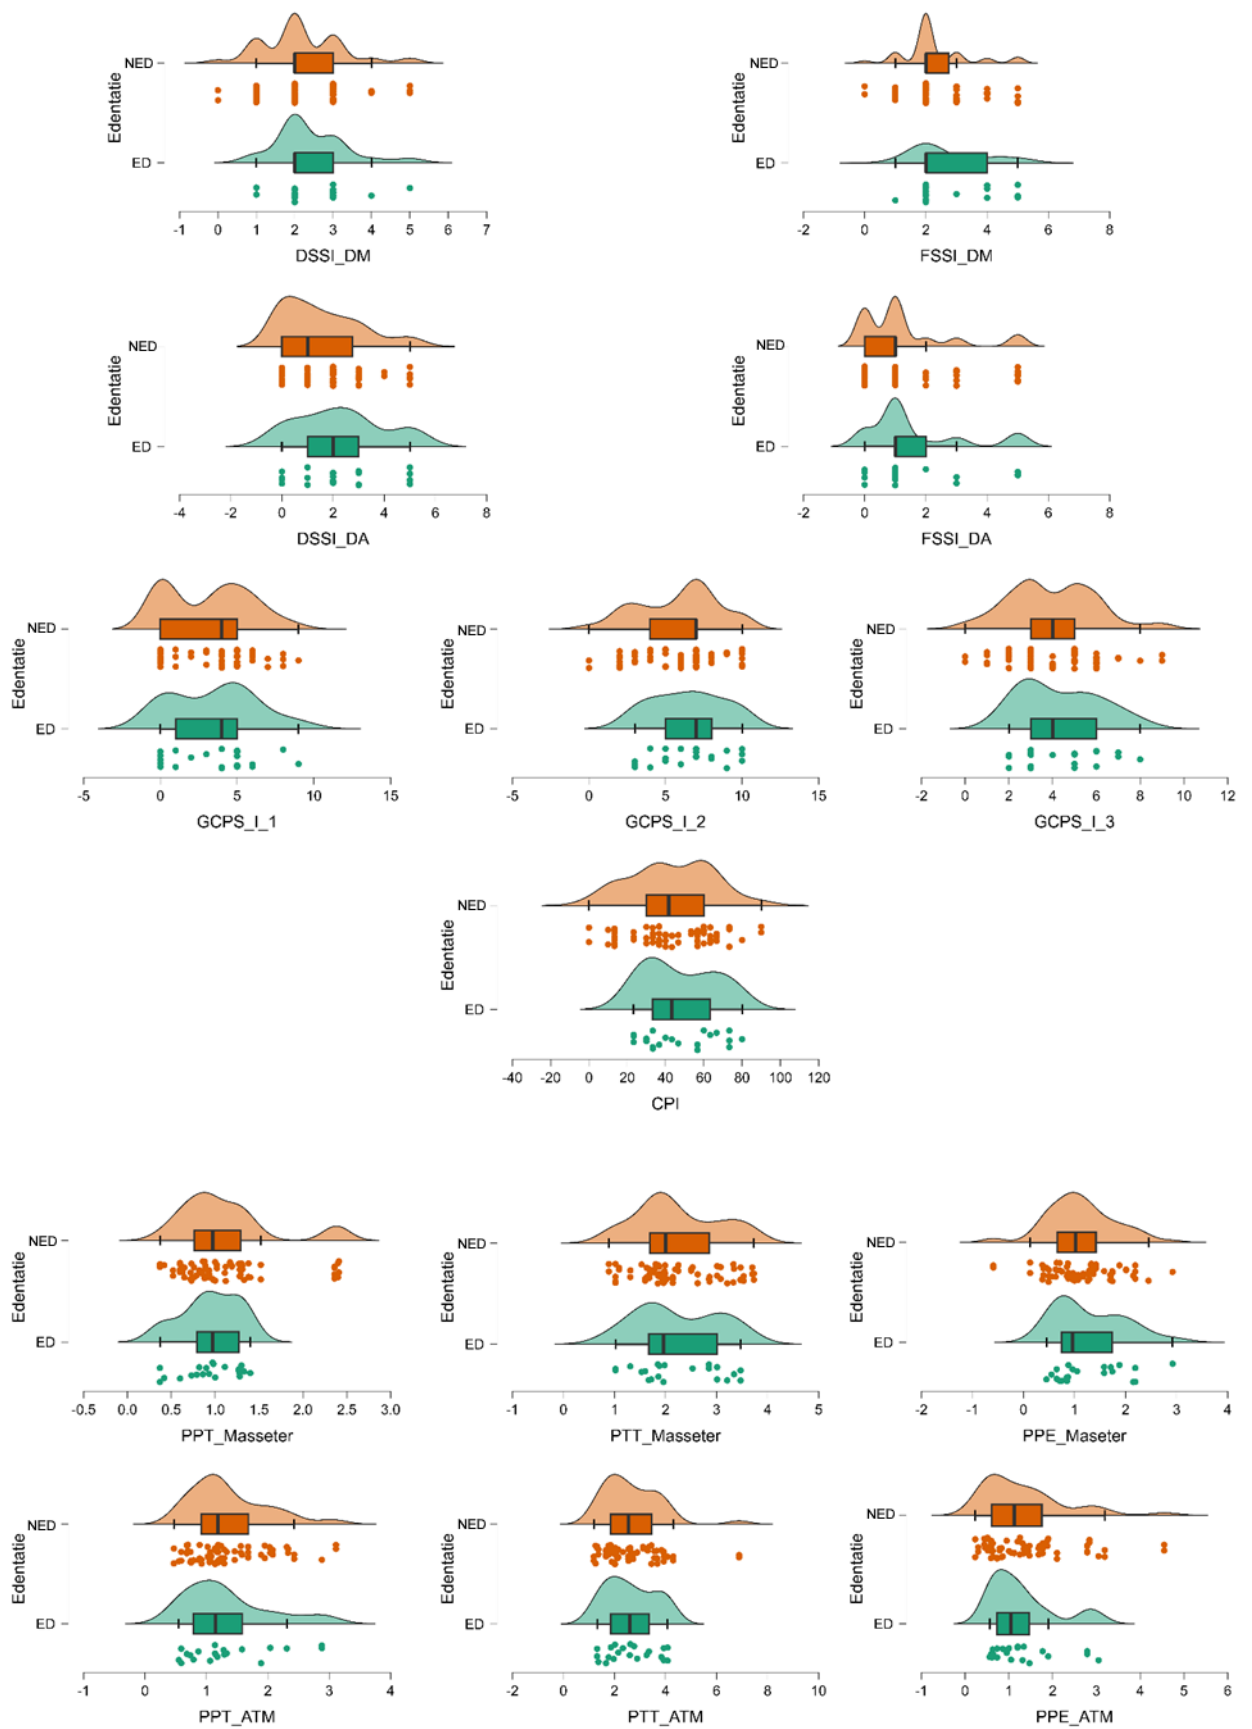 Edentatie
NED
ED
-1 0 1 2 3 4 5 6 7
DSSI_DM
Edentatie
NED
ED
-2 0 2 4 6 8
FSSI_DM
Edentatie
NED
ED
-4 -2 0 2 4 6 8
DSSI_DA
Edentatie
NED
ED
-2 0 2 4 6 8
FSSI_DA
Edentatie
NED
ED
-5 0 5 10 15
GCPS_I_1
Edentatie
NED
ED
-5 0 5 10 15
GCPS_I_2
Edentatie
NED
ED
-2 0 2 4 6 8 10 12
GCPS_I_3
Edentatie
NED
ED
-40 -20 0 20 40 60 80 100 120
CPI
Edentatie
NED
ED
-0.5 0.0 0.5 1.0 1.5 2.0 2.5 3.0
PPT_Masseter
Edentatie
NED
ED
-1 0 1 2 3 4 5
PTT_Masseter
Edentatie
NED
ED
-2 -1 0 1 2 3 4
PPE_Maseter
Edentatie
NED
ED
-1 0 1 2 3 4
PPT_ATM
Edentatie
NED
ED
-2 0 2 4 6 8 10
PTT_ATM
Edentatie
NED
ED
-1 0 1 2 3 4 5 6
PPE_ATM